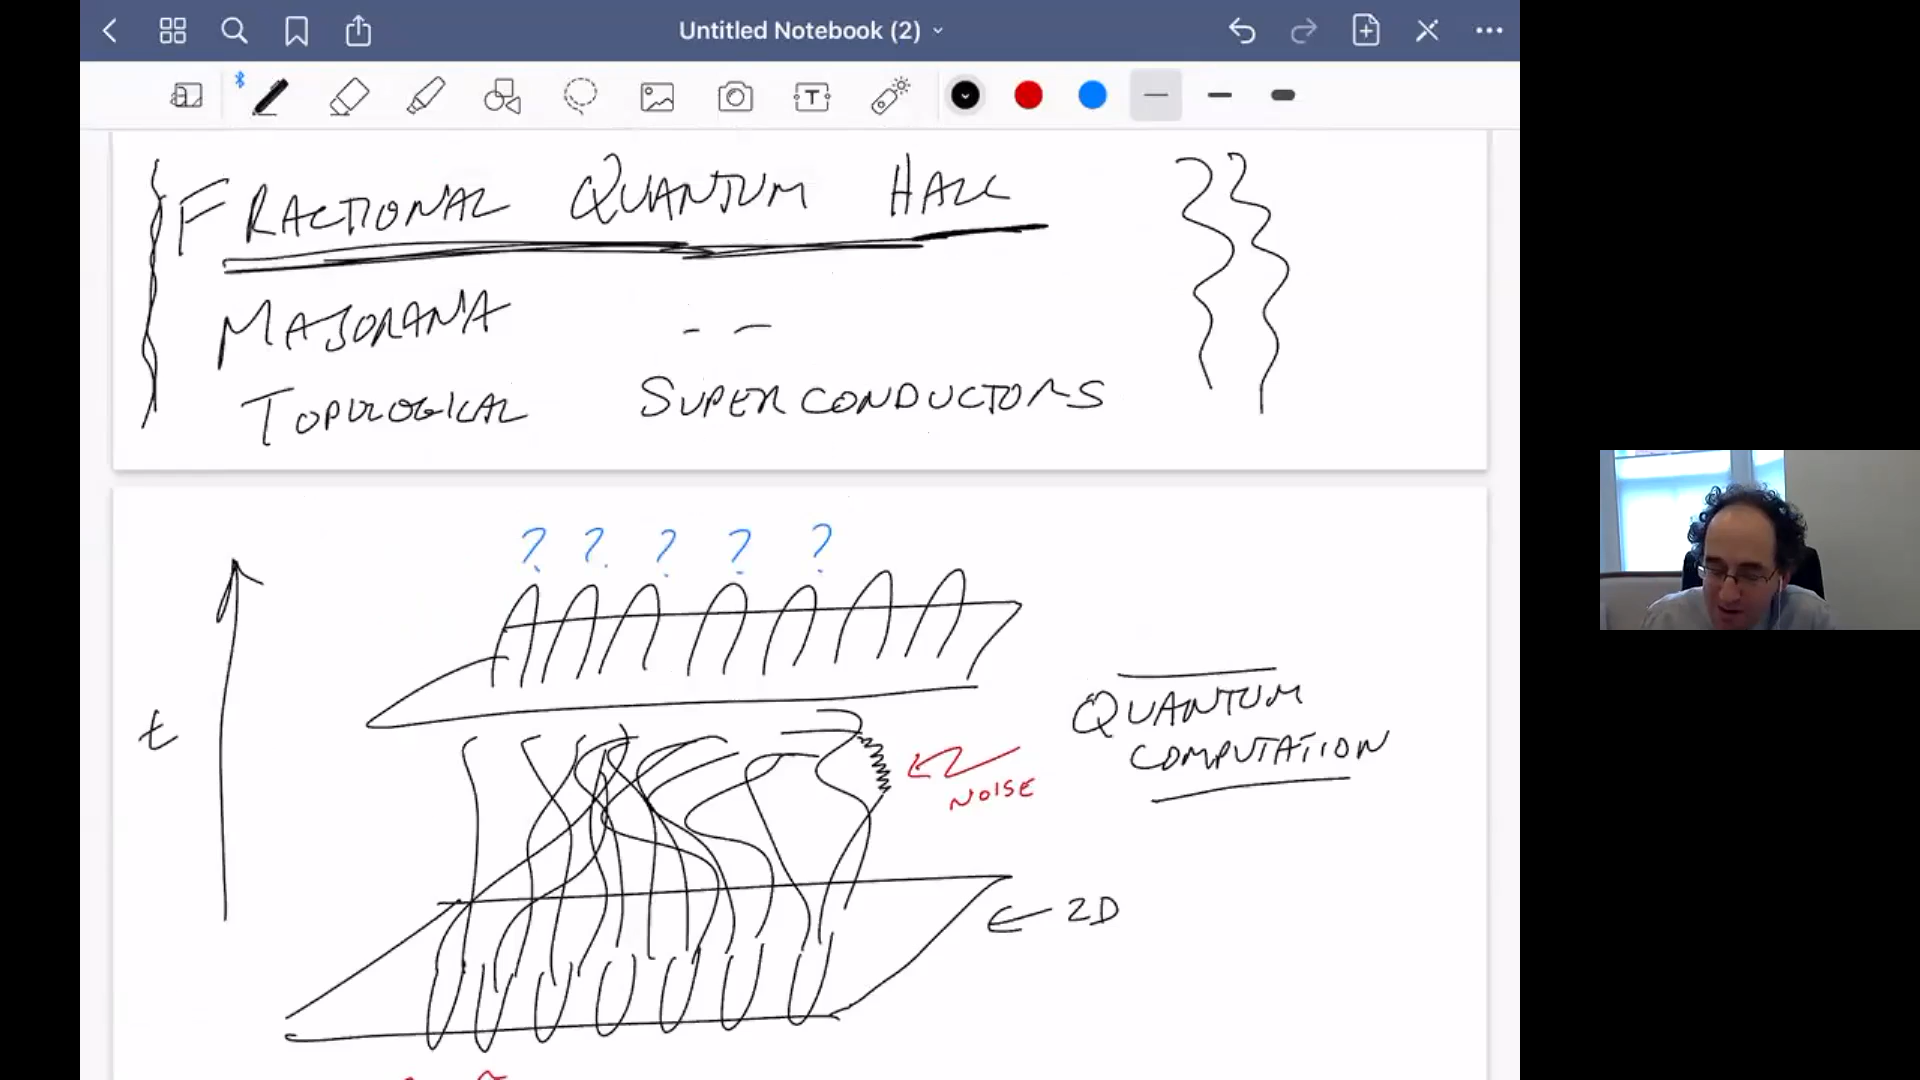 Untitled Notebook (2)
FRACTIONAL QUANTUM HALL
MAJORANA - -
TOPOLOGICAL SUPERCONDUCTORS
? ? ? ? ?
t
QUANTUM
COMPUTATION
NOISE
2D